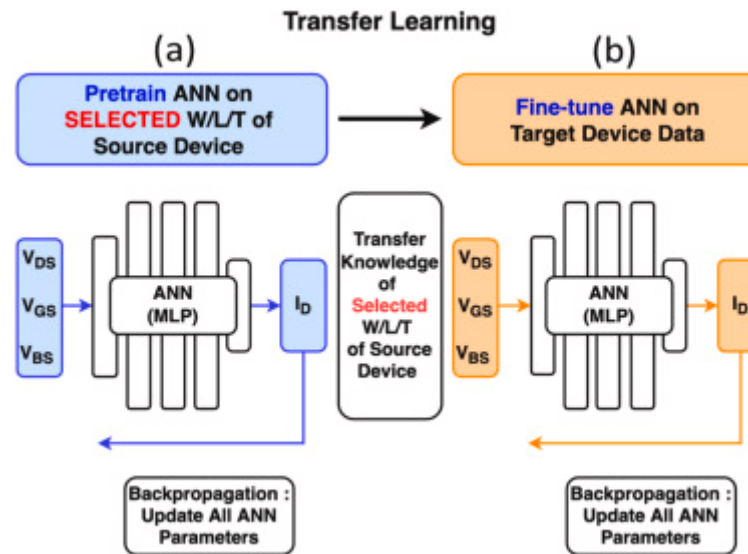 Transfer Learning
(a)
(b)
Pretrain ANN on
SELECTED W/L/T of
Source Device
Fine-tune ANN on
Target Device Data
VDS
VGS
VBS
ANN
(MLP)
ID
Transfer
Knowledge
of
Selected
W/L/T
of Source
Device
VDS
VGS
VBS
ANN
(MLP)
ID
Backpropagation :
Update All ANN
Parameters
Backpropagation :
Update All ANN
Parameters